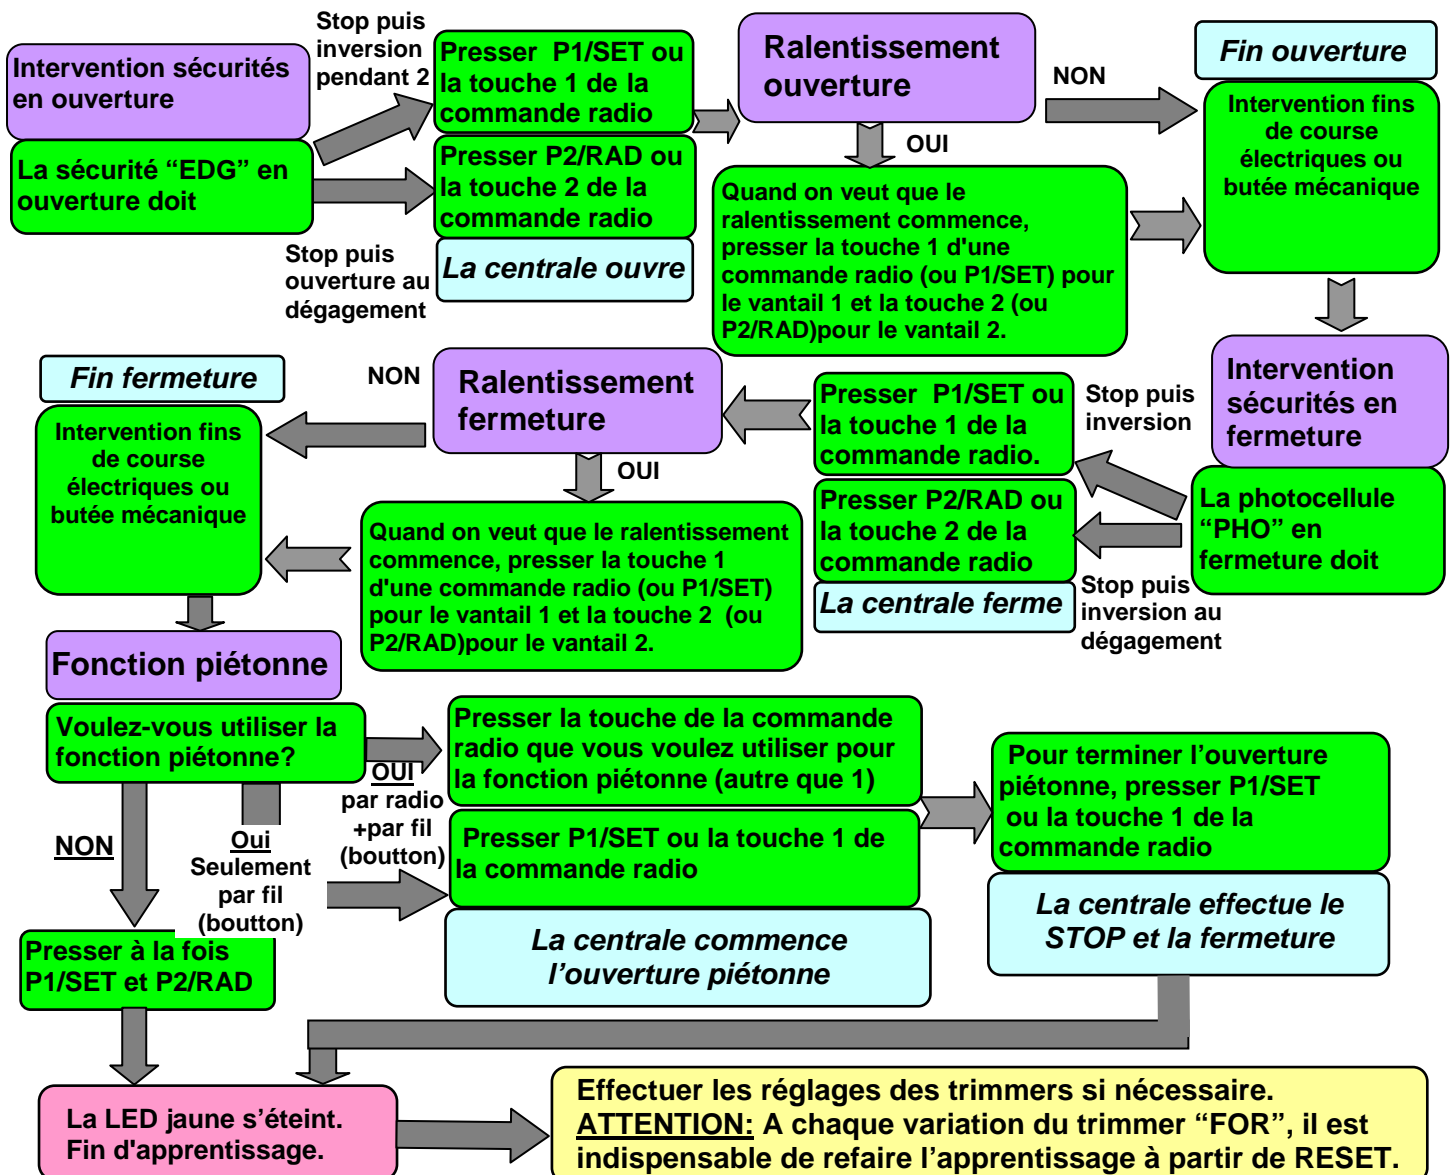 Intervention sécurités
en ouverture
La sécurité “EDG” en
ouverture doit
Stop puis
inversion
pendant 2
Stop puis
ouverture au
dégagement
Presser P1/SET ou
la touche 1 de la
commande radio
Presser P2/RAD ou
la touche 2 de la
commande radio
La centrale ouvre
Ralentissement
ouverture
NON
OUI
Quand on veut que le
ralentissement commence,
presser la touche 1 d'une
commande radio (ou P1/SET) pour
le vantail 1 et la touche 2 (ou
P2/RAD)pour le vantail 2.
Fin ouverture
Intervention fins
de course
électriques ou
butée mécanique
Intervention
sécurités en
fermeture
La photocellule
“PHO” en
fermeture doit
Stop puis
inversion
Stop puis
inversion au
dégagement
Presser P1/SET ou
la touche 1 de la
commande radio.
Presser P2/RAD ou
la touche 2 de la
commande radio
La centrale ferme
Ralentissement
fermeture
NON
OUI
Quand on veut que le ralentissement
commence, presser la touche 1
d'une commande radio (ou P1/SET)
pour le vantail 1 et la touche 2 (ou
P2/RAD)pour le vantail 2.
Fin fermeture
Intervention fins
de course
électriques ou
butée mécanique
Fonction piétonne
Voulez-vous utiliser la
fonction piétonne?
NON
Oui
Seulement
par fil
(boutton)
OUI
par radio
+par fil
(boutton)
Presser la touche de la commande
radio que vous voulez utiliser pour
la fonction piétonne (autre que 1)
Presser P1/SET ou la touche 1 de
la commande radio
La centrale commence
l’ouverture piétonne
Pour terminer l’ouverture
piétonne, presser P1/SET
ou la touche 1 de la
commande radio
La centrale effectue le
STOP et la fermeture
Presser à la fois
P1/SET et P2/RAD
La LED jaune s’éteint.
Fin d'apprentissage.
Effectuer les réglages des trimmers si nécessaire.
ATTENTION: A chaque variation du trimmer “FOR”, il est
indispensable de refaire l’apprentissage à partir de RESET.